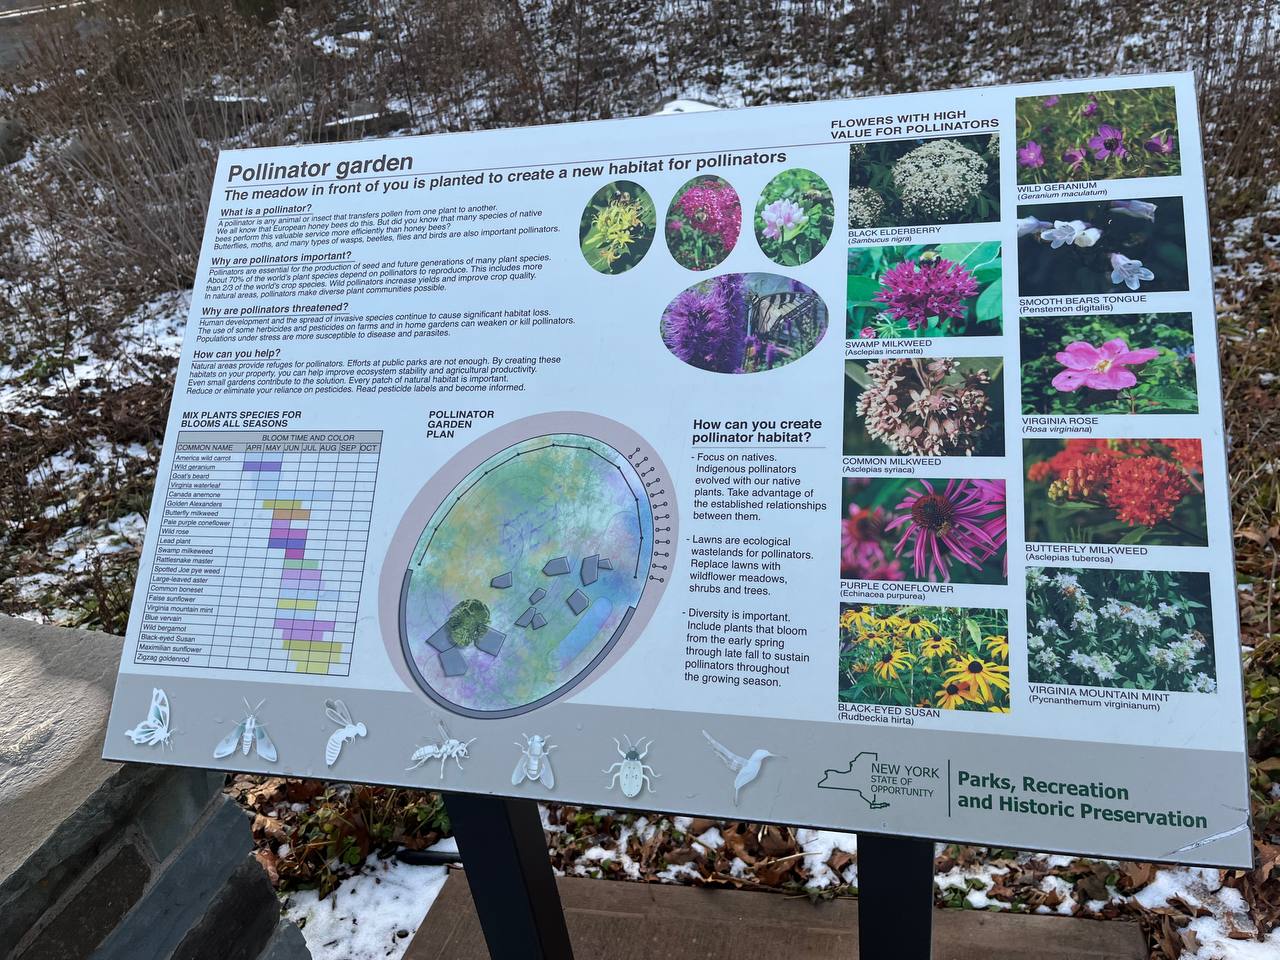 Pollinator garden
The meadow in front of you is planted to create a new habitat for pollinators
What is a pollinator?
A pollinator is any animal or insect that transfers pollen from one plant to another.
We all know that European honey bees do this. But did you know that many species of native
bees perform this valuable service more efficiently than honey bees?
Butterflies, moths, and many types of wasps, beetles, flies and birds are also important pollinators.
Why are pollinators important?
Pollinators are essential for the production of seed and future generations of many plant species.
About 70% of the world's plant species depend on pollinators to reproduce. This includes more
than 2/3 of the world's crop species. Wild pollinators increase yields and improve crop quality.
In natural areas, pollinators make diverse plant communities possible.
Why are pollinators threatened?
Human development and the spread of invasive species continue to cause significant habitat loss.
The use of some herbicides and pesticides on farms and in home gardens can weaken or kill pollinators.
Populations under stress are more susceptible to disease and parasites.
How can you help?
Natural areas provide refuges for pollinators. Efforts at public parks are not enough. By creating these
habitats on your property, you can help improve ecosystem stability and agricultural productivity.
Even small gardens contribute to the solution. Every patch of natural habitat is important.
Reduce or eliminate your reliance on pesticides. Read pesticide labels and become informed.
MIX PLANTS SPECIES FOR
BLOOMS ALL SEASONS
BLOOM TIME AND COLOR
COMMON NAME APR MAY JUN JUL AUG SEP OCT
America wild carrot
Wild geranium
Goat's beard
Virginia waterleaf
Canada anemone
Golden Alexanders
Butterfly milkweed
Pale purple coneflower
Wild rose
Lead plant
Swamp milkeweed
Rattlesnake master
Spotted Joe pye weed
Large-leaved aster
Common boneset
False sunflower
Virginia mountain mint
Blue vervain
Wild bergamot
Black-eyed Susan
Maximilian sunflower
Zigzag goldenrod
POLLINATOR
GARDEN
PLAN
How can you create
pollinator habitat?
- Focus on natives.
Indigenous pollinators
evolved with our native
plants. Take advantage of
the established relationships
between them.
- Lawns are ecological
wastelands for pollinators.
Replace lawns with
wildflower meadows,
shrubs and trees.
- Diversity is important.
Include plants that bloom
from the early spring
through late fall to sustain
pollinators throughout
the growing season.
FLOWERS WITH HIGH
VALUE FOR POLLINATORS
BLACK ELDERBERRY
(Sambucus nigra)
SWAMP MILKWEED
(Asclepias incarnata)
COMMON MILKWEED
(Asclepias syriaca)
PURPLE CONEFLOWER
(Echinacea purpurea)
BLACK-EYED SUSAN
(Rudbeckia hirta)
WILD GERANIUM
(Geranium maculatum)
SMOOTH BEARS TONGUE
(Penstemon digitalis)
VIRGINIA ROSE
(Rosa virginiana)
BUTTERFLY MILKWEED
(Asclepias tuberosa)
VIRGINIA MOUNTAIN MINT
(Pycnanthemum virginianum)
NEW YORK
STATE OF
OPPORTUNITY
Parks, Recreation
and Historic Preservation